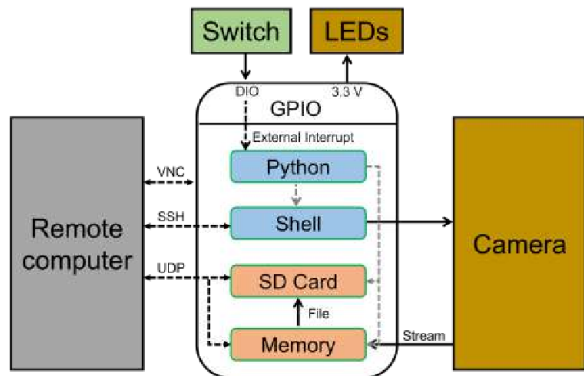 Switch
LEDs
DIO
3.3 V
GPIO
External Interrupt
VNC
Python
SSH
Shell
Remote
computer
Camera
UDP
SD Card
File
Stream
Memory